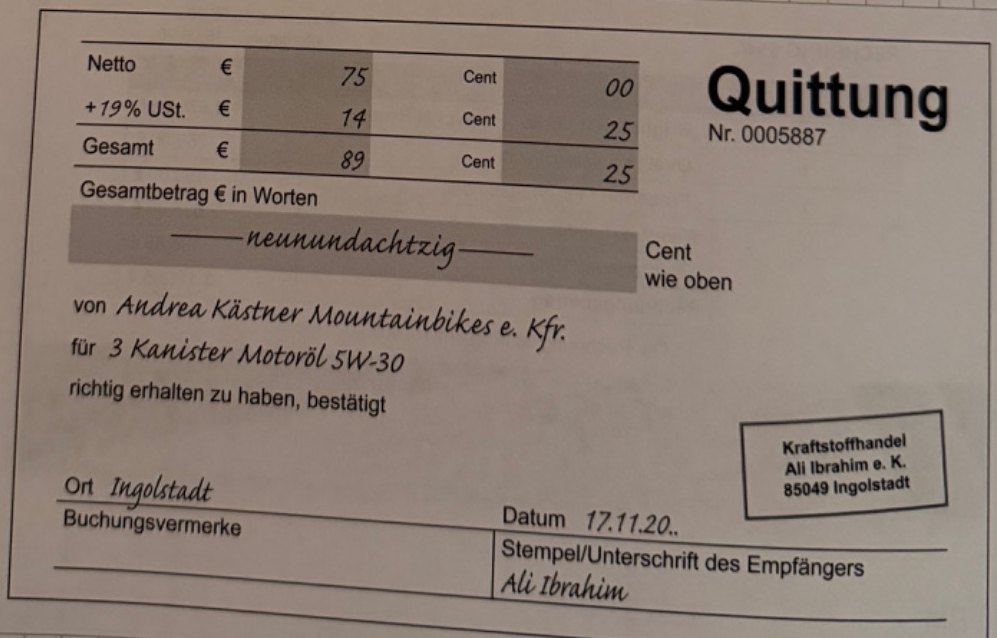 Quittung
Nr. 0005887
Netto € 75 Cent 00
+19% USt. € 14 Cent 25
Gesamt € 89 Cent 25
Gesamtbetrag € in Worten
neunundachtzig Cent
wie oben
von Andrea Kästner Mountainbikes e. Kfr.
für 3 Kanister Motoröl 5W-30
richtig erhalten zu haben, bestätigt
Kraftstoffhandel
Ali Ibrahim e. K.
85049 Ingolstadt
Ort Ingolstadt Datum 17.11.20..
Buchungsvermerke Stempel/Unterschrift des Empfängers
Ali Ibrahim